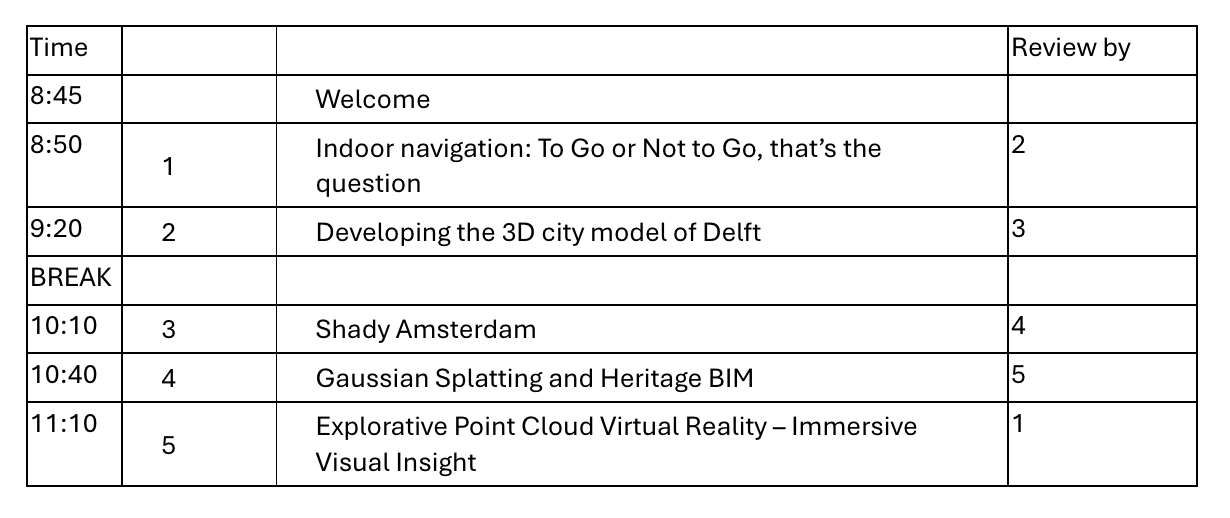 Time Review by
8:45 Welcome
8:50 1 Indoor navigation: To Go or Not to Go, that’s the 2
question
9:20 2 Developing the 3D city model of Delft 3
BREAK
10:10 3 Shady Amsterdam 4
10:40 4 Gaussian Splatting and Heritage BIM 5
11:10 5 Explorative Point Cloud Virtual Reality – Immersive 1
Visual Insight